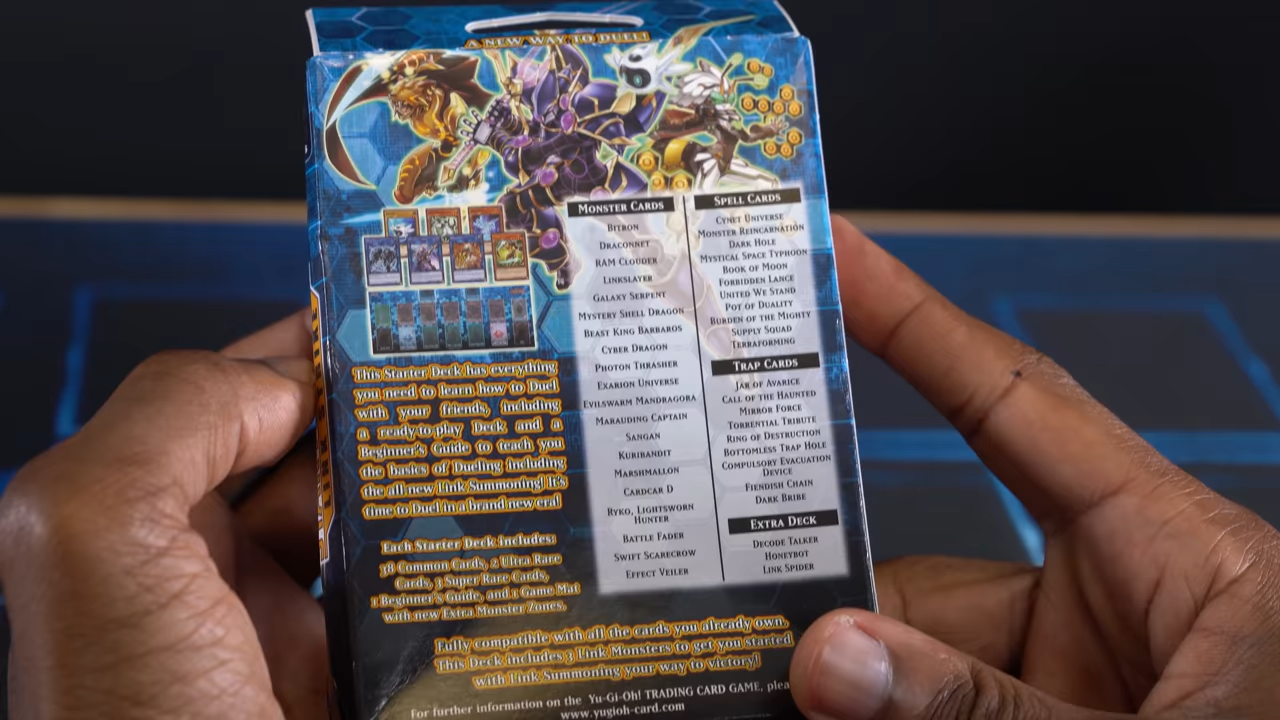 A NEW WAY TO DUEL!
MONSTER CARDS
BITRON
DRACONNET
RAM CLOUDER
LINKSLAYER
GALAXY SERPENT
MYSTERY SHELL DRAGON
BEAST KING BARBAROS
CYBER DRAGON
PHOTON THRASHER
EXARION UNIVERSE
EVILSWARM MANDRAGORA
MARAUDING CAPTAIN
SANGAN
KURIBANDIT
MARSHMALLON
CARDCAR D
RYKO, LIGHTSWORN
HUNTER
BATTLE FADER
SWIFT SCARECROW
EFFECT VEILER
SPELL CARDS
CYNET UNIVERSE
MONSTER REINCARNATION
DARK HOLE
MYSTICAL SPACE TYPHOON
BOOK OF MOON
FORBIDDEN LANCE
UNITED WE STAND
POT OF DUALITY
BURDEN OF THE MIGHTY
SUPPLY SQUAD
TERRAFORMING
TRAP CARDS
JAR OF AVARICE
CALL OF THE HAUNTED
MIRROR FORCE
TORRENTIAL TRIBUTE
RING OF DESTRUCTION
BOTTOMLESS TRAP HOLE
COMPULSORY EVACUATION
DEVICE
FIENDISH CHAIN
DARK BRIBE
EXTRA DECK
DECODE TALKER
HONEYBOT
LINK SPIDER
This Starter Deck has everything
you need to learn how to Duel
with your friends, including
a ready-to-play Deck and a
Beginner's Guide to teach you
the basics of Dueling including
the all new Link Summoning! It's
time to Duel in a brand new era!
Each Starter Deck Includes:
38 Common Cards, 2 Ultra Rare
Cards, 3 Super Rare Cards,
1 Beginner's Guide, and 1 Game Mat
with new Extra Monster Zones.
Fully compatible with all the cards you already own.
This Deck includes 3 Link Monsters to get you started
with Link Summoning your way to victory!
For further information on the Yu-Gi-Oh! TRADING CARD GAME, plea
www.yugioh-card.com